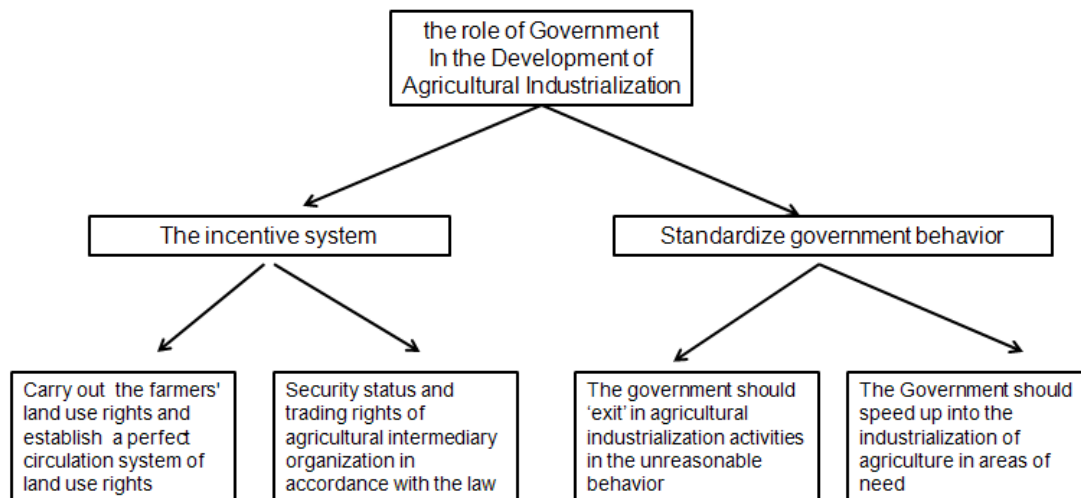 the role of Government
In the Development of
Agricultural Industrialization
The incentive system
Standardize government behavior
Carry out the farmers'
land use rights and
establish a perfect
circulation system of
land use rights
Security status and
trading rights of
agricultural intermediary
organization in
accordance with the law
The government should
‘exit’ in agricultural
industrialization activities
in the unreasonable
behavior
The Government should
speed up into the
industrialization of
agriculture in areas of
need